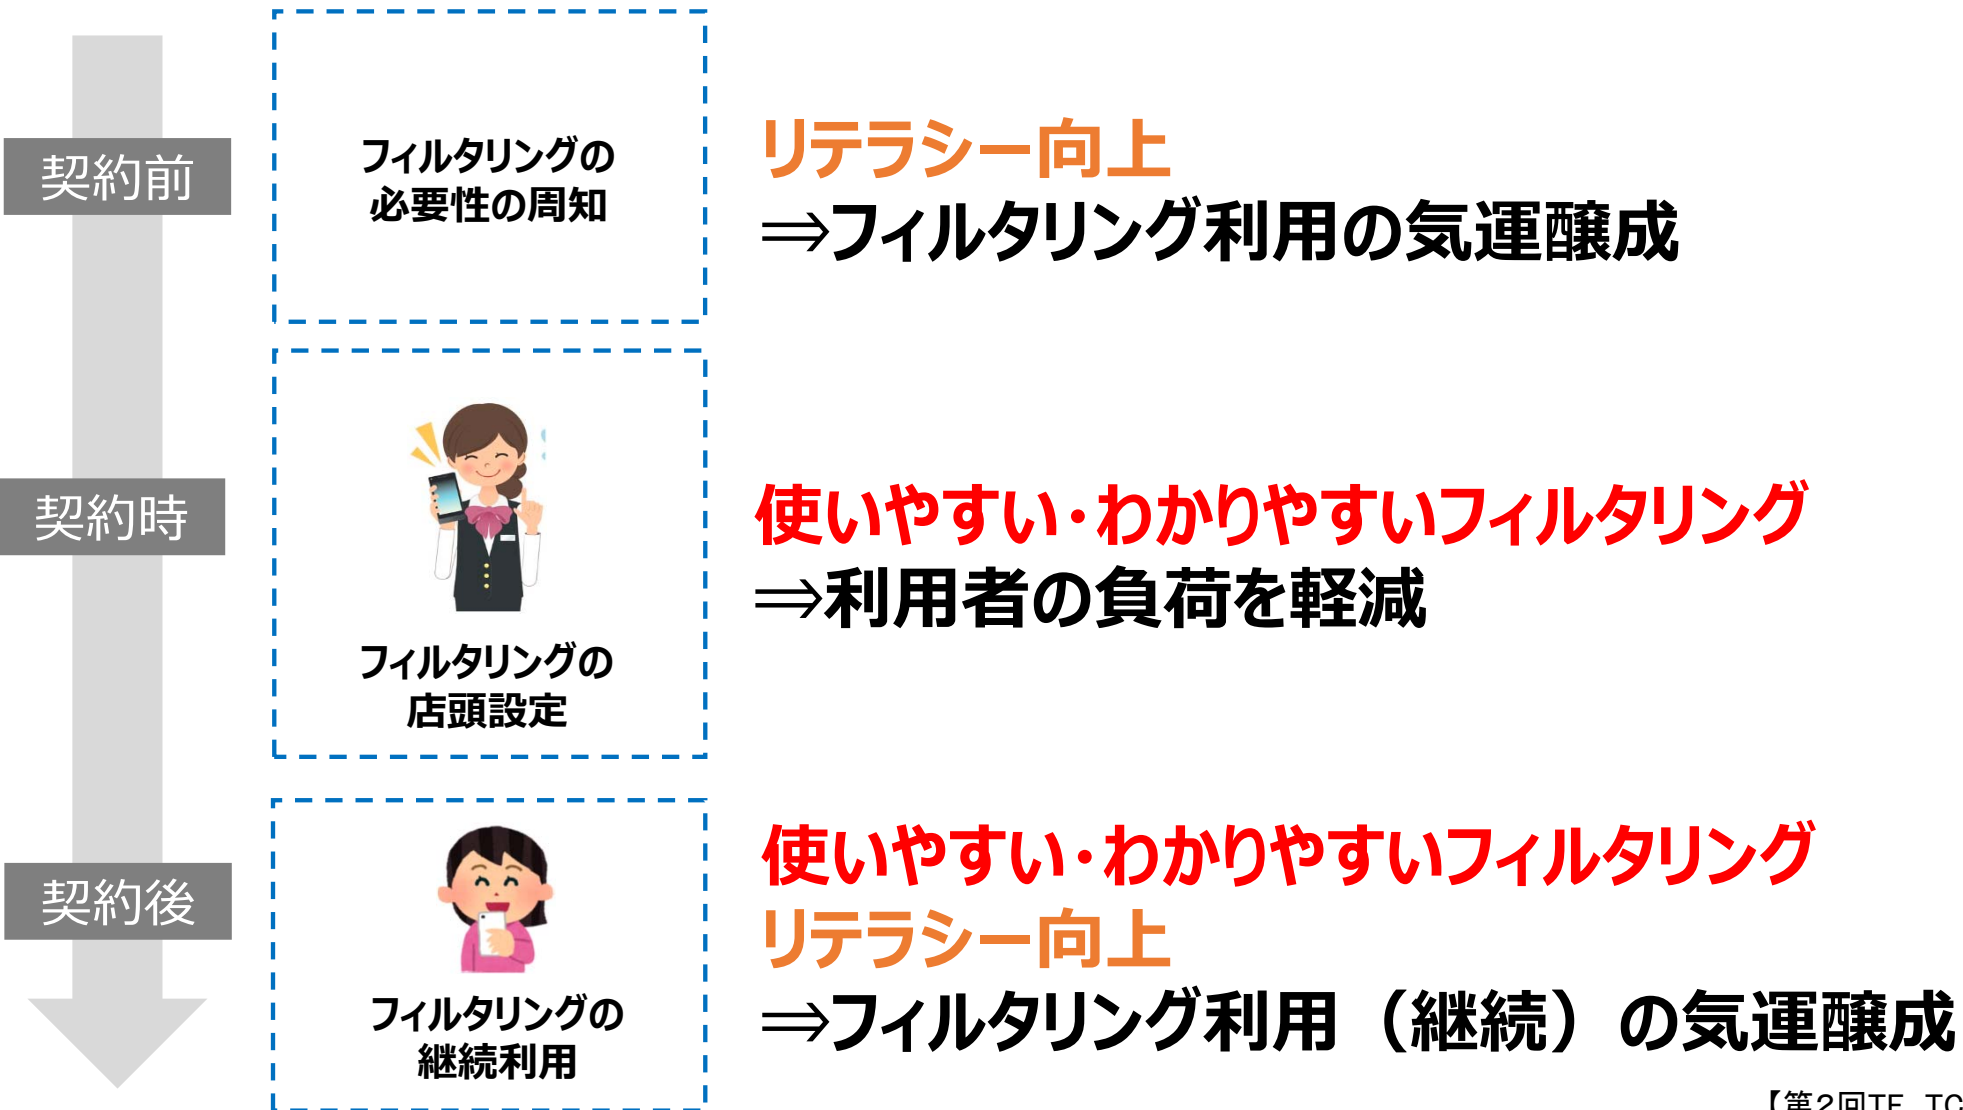 契約前
フィルタリングの
必要性の周知
リテラシー向上
⇒フィルタリング利用の気運醸成
契約時
フィルタリングの
店頭設定
使いやすい・わかりやすいフィルタリング
⇒利用者の負荷を軽減
契約後
フィルタリングの
継続利用
使いやすい・わかりやすいフィルタリング
リテラシー向上
⇒フィルタリング利用（継続）の気運醸成
【第2回TF TC